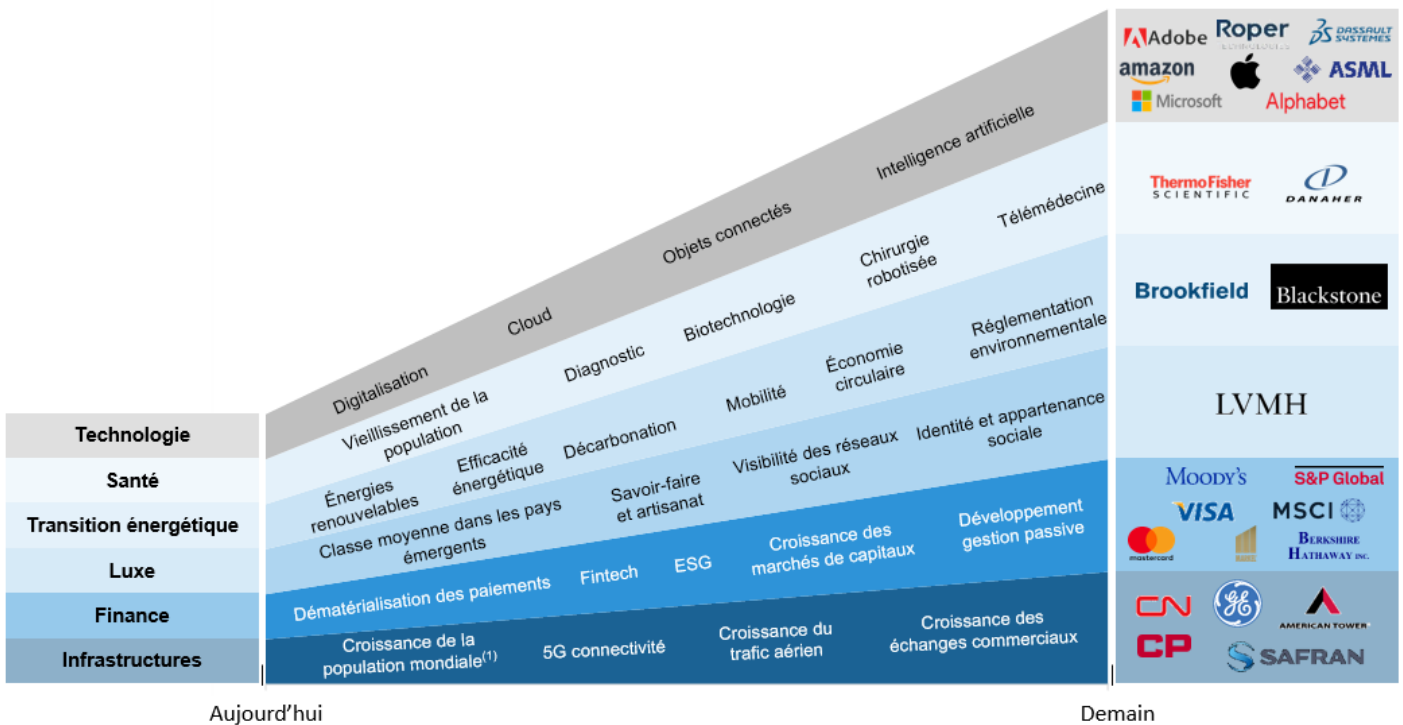 Technologie
Santé
Transition énergétique
Luxe
Finance
Infrastructures
Digitalisation
Cloud
Objets connectés
Intelligence artificielle
Vieillissement de la
population
Diagnostic
Biotechnologie
Chirurgie
robotisée
Télémédecine
Énergies
renouvelables
Efficacité
énergétique
Décarbonation
Mobilité
Économie
circulaire
Réglementation
environnementale
Classe moyenne dans les pays
émergents
Savoir-faire
et artisanat
Visibilité des réseaux
sociaux
Identité et appartenance
sociale
Dématérialisation des paiements
Fintech
ESG
Croissance des
marchés de capitaux
Développement
gestion passive
Croissance de la
population mondiale(1)
5G connectivité
Croissance du
trafic aérien
Croissance des
échanges commerciaux
Adobe
Roper
TECHNOLOGIES
DASSAULT
SYSTEMES
amazon
ASML
Microsoft
Alphabet
ThermoFisher
SCIENTIFIC
DANAHER
Brookfield
Blackstone
LVMH
MOODY'S
S&P Global
VISA
MSCI
mastercard
BERKSHIRE
HATHAWAY INC.
CN
GE
AMERICAN TOWER
CP
SAFRAN
Aujourd'hui
Demain